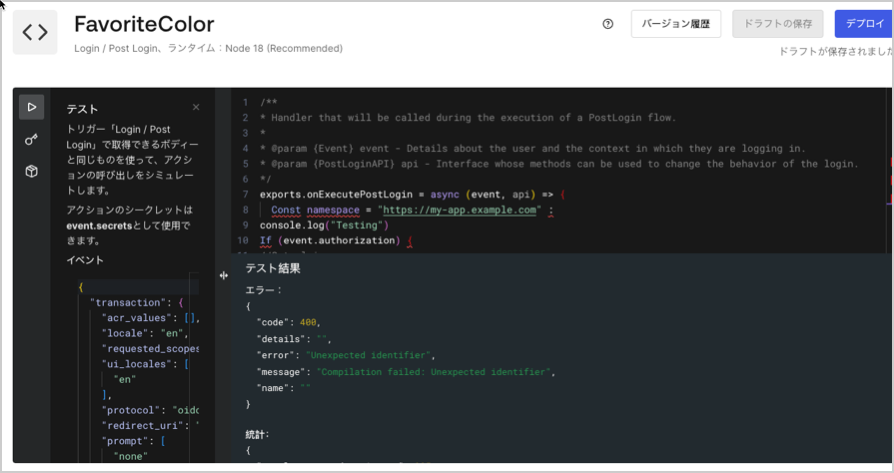 FavoriteColor
Login / Post Login、ランタイム：Node 18 (Recommended)
バージョン履歴
ドラフトの保存
デプロイ
ドラフトが保存されました
テスト
トリガー「Login / Post
Login」で取得できるボディー
と同じものを使って、アクシ
ョンの呼び出しをシミュレー
トします。
アクションのシークレットは
event.secretsとして使用で
きます。
イベント
{
"transaction": {
"acr_values": [],
"locale": "en",
"requested_scopes
"ui_locales": [
"en"
],
"protocol": "oidc
"redirect_uri": "
"prompt": [
"none"
1 /**
2 * Handler that will be called during the execution of a PostLogin flow.
3 *
4 * @param {Event} event - Details about the user and the context in which they are logging in.
5 * @param {PostLoginAPI} api - Interface whose methods can be used to change the behavior of the login.
6 */
7 exports.onExecutePostLogin = async (event, api) => {
8 Const namespace = "https://my-app.example.com" :
9 console.log("Testing")
10 If (event.authorization) {
テスト結果
エラー：
{
"code": 400,
"details": "",
"error": "Unexpected identifier",
"message": "Compilation failed: Unexpected identifier",
"name": ""
}
統計:
{